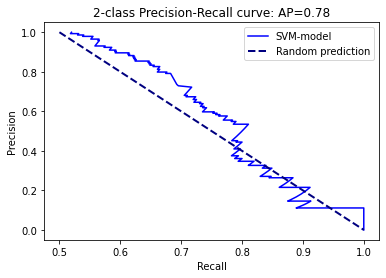 2-class Precision-Recall curve: AP=0.78
SVM-model
Random prediction
Precision
1.0
0.8
0.6
0.4
0.2
0.0
0.5 0.6 0.7 0.8 0.9 1.0
Recall